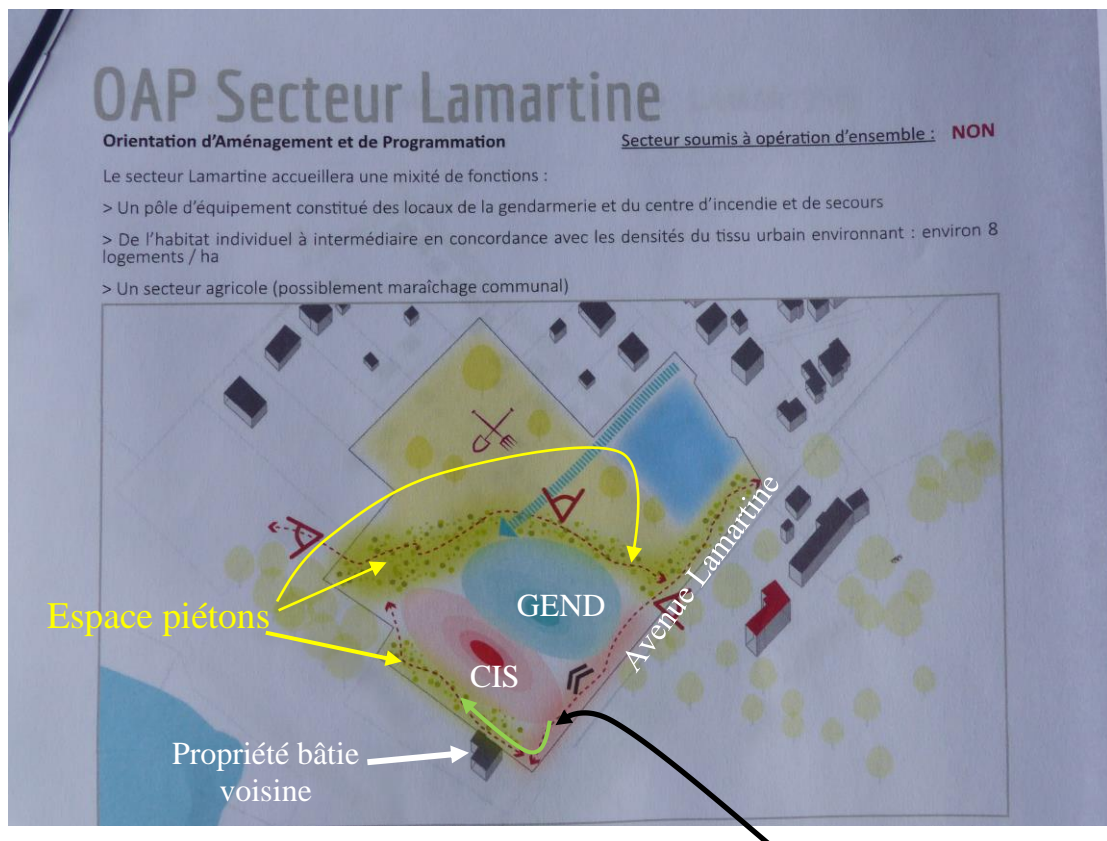 OAP Secteur Lamartine
Orientation d'Aménagement et de Programmation
Secteur soumis à opération d'ensemble : NON
Le secteur Lamartine accueillera une mixité de fonctions :
> Un pôle d'équipement constitué des locaux de la gendarmerie et du centre d'incendie et de secours
> De l'habitat individuel à intermédiaire en concordance avec les densités du tissu urbain environnant : environ 8
logements / ha
> Un secteur agricole (possiblement maraîchage communal)
Avenue Lamartine
Espace piétons
GEND
CIS
Propriété bâtie
voisine